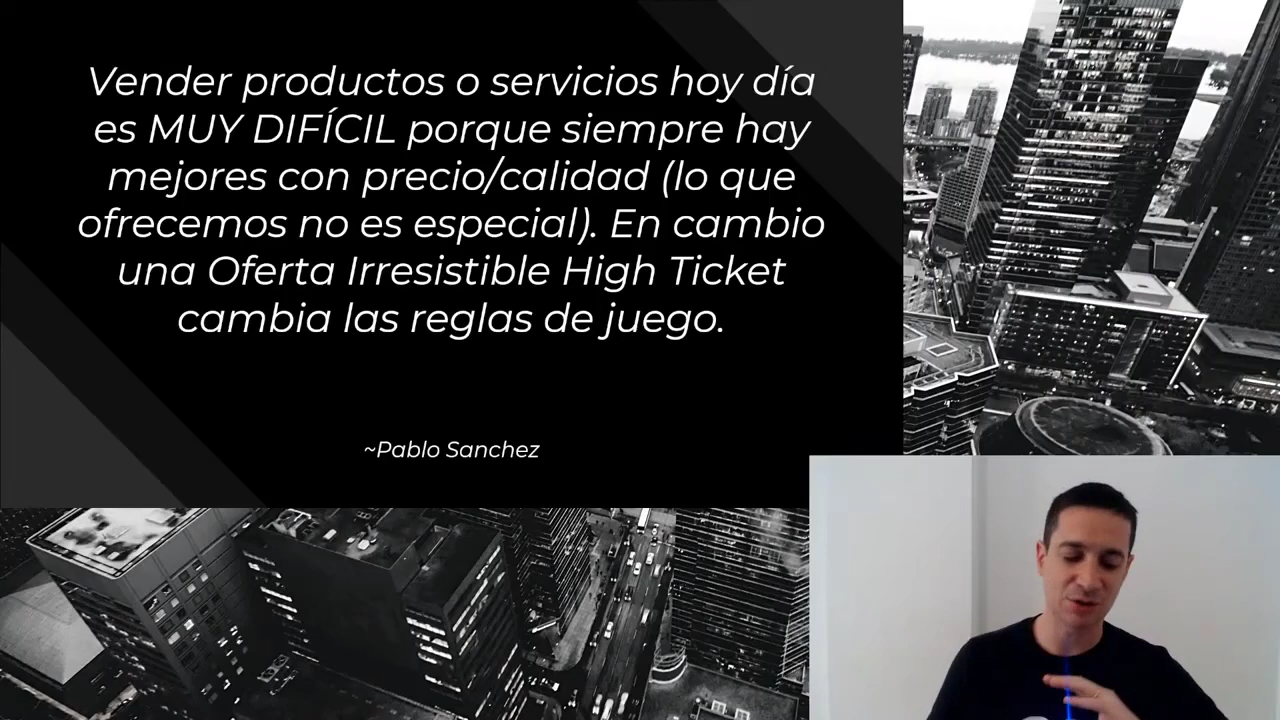 Vender productos o servicios hoy día
es MUY DIFÍCIL porque siempre hay
mejores con precio/calidad (lo que
ofrecemos no es especial). En cambio
una Oferta Irresistible High Ticket
cambia las reglas de juego.
~Pablo Sanchez